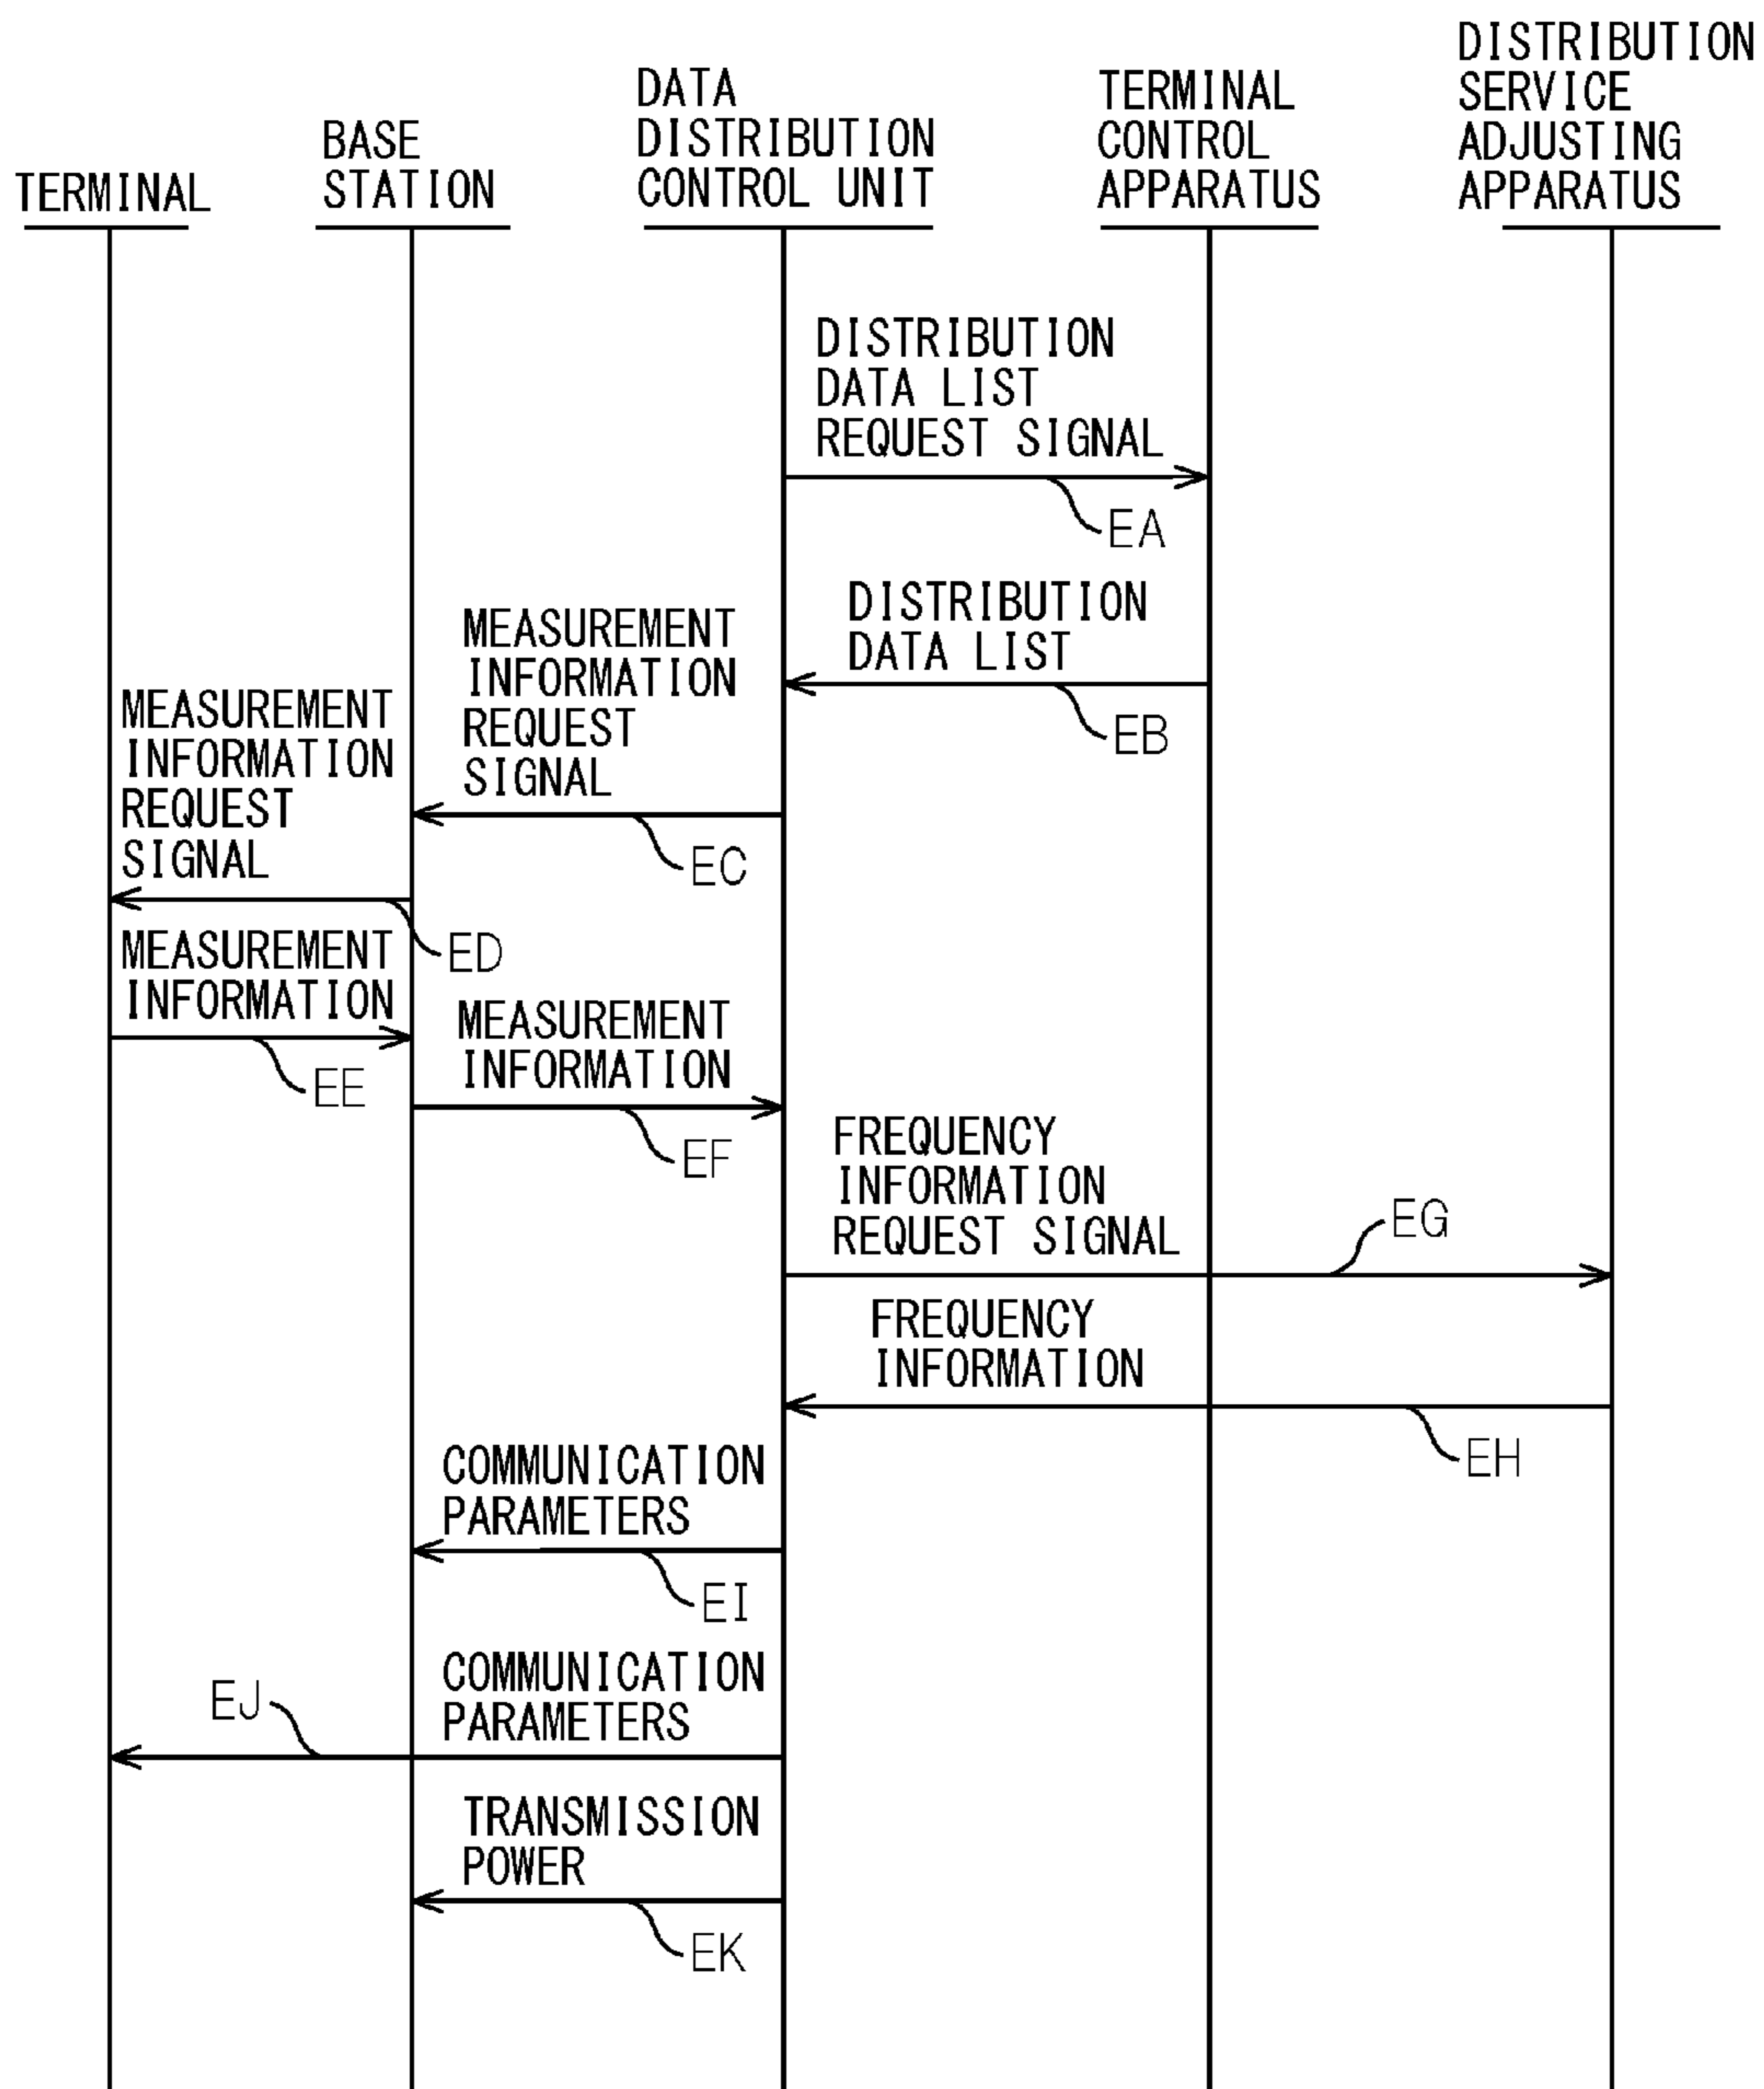 TERMINAL
BASE
STATION
DATA
DISTRIBUTION
CONTROL UNIT
TERMINAL
CONTROL
APPARATUS
DISTRIBUTION
SERVICE
ADJUSTING
APPARATUS
DISTRIBUTION
DATA LIST
REQUEST SIGNAL
EA
DISTRIBUTION
DATA LIST
EB
MEASUREMENT
INFORMATION
REQUEST
SIGNAL
EC
MEASUREMENT
INFORMATION
REQUEST
SIGNAL
ED
MEASUREMENT
INFORMATION
EE
MEASUREMENT
INFORMATION
EF
FREQUENCY
INFORMATION
REQUEST SIGNAL
EG
FREQUENCY
INFORMATION
EH
COMMUNICATION
PARAMETERS
EI
COMMUNICATION
PARAMETERS
EJ
TRANSMISSION
POWER
EK